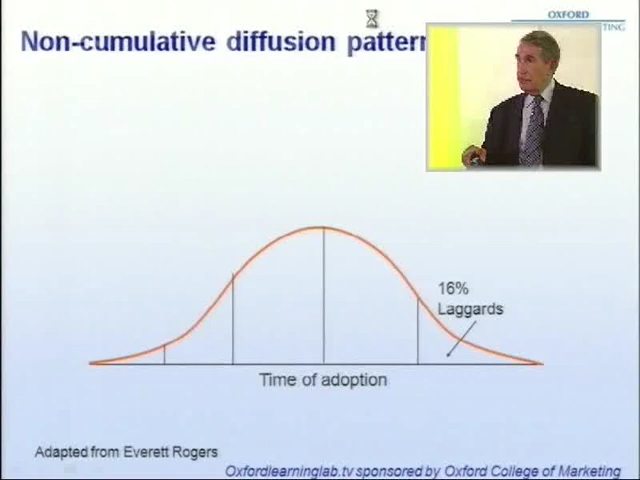 OXFORD
Non-cumulative diffusion pattern
TING
16%
Laggards
Time of adoption
Adapted from Everett Rogers
Oxfordlearninglab.tv sponsored by Oxford College of Marketing